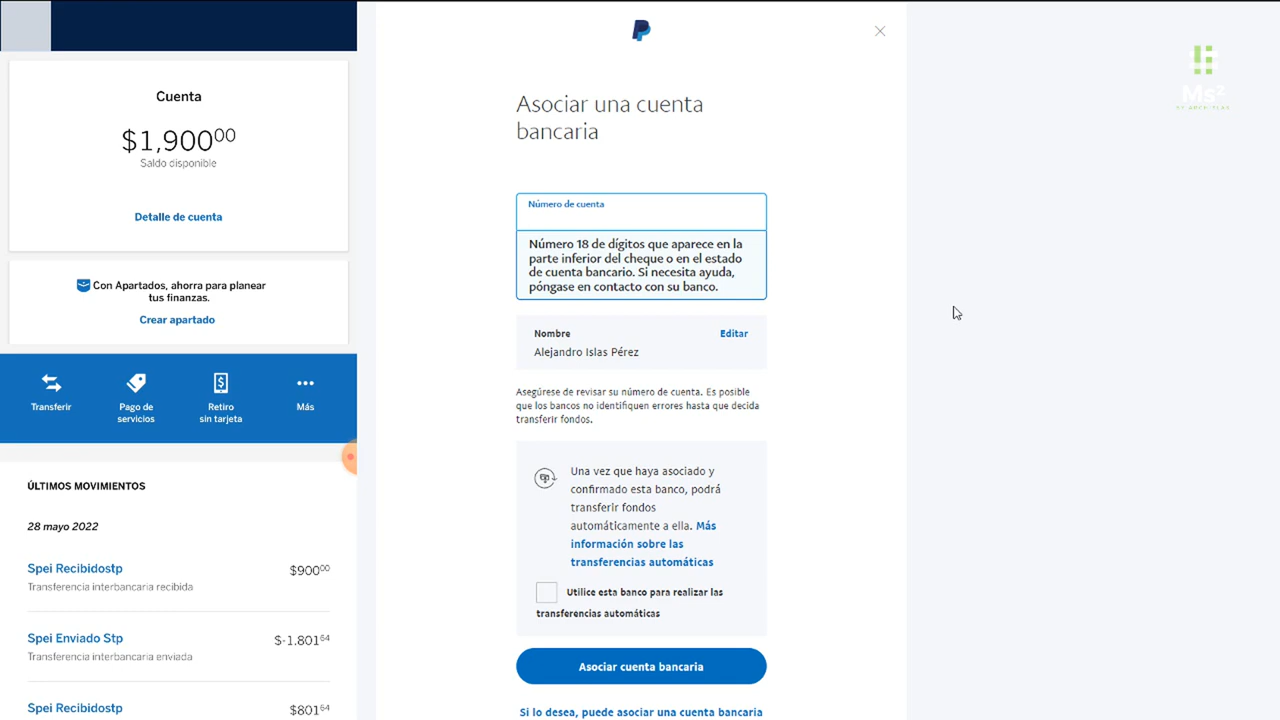 Cuenta
$1,90000
Saldo disponible
Detalle de cuenta
Con Apartados, ahorra para planear
tus finanzas.
Crear apartado
Transferir
Pago de
servicios
Retiro
sin tarjeta
Más
ÚLTIMOS MOVIMIENTOS
28 mayo 2022
Spei Recibidostp
$90000
Transferencia interbancaria recibida
Spei Enviado Stp
$-1.80164
Transferencia interbancaria enviada
Spei Recibidostp
$80164
Asociar una cuenta
bancaria
Número de cuenta
Número 18 de dígitos que aparece en la
parte inferior del cheque o en el estado
de cuenta bancario. Si necesita ayuda,
póngase en contacto con su banco.
Nombre
Editar
Alejandro Islas Pérez
Asegúrese de revisar su número de cuenta. Es posible
que los bancos no identifiquen errores hasta que decida
transferir fondos.
Una vez que haya asociado y
confirmado esta banco, podrá
transferir fondos
automáticamente a ella. Más
información sobre las
transferencias automáticas
Utilice esta banco para realizar las
transferencias automáticas
Asociar cuenta bancaria
Si lo desea, puede asociar una cuenta bancaria
Ms²